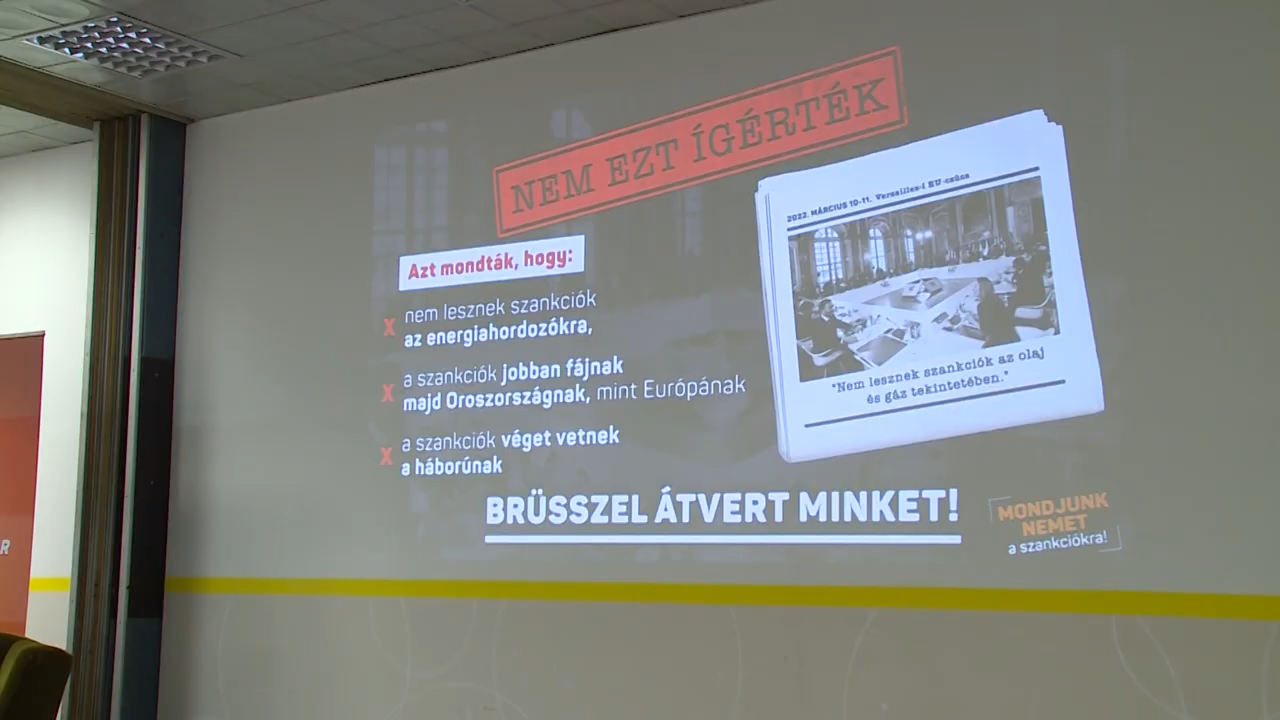 NEM EZT ÍGÉRTÉK
2022. MÁRCIUS 10-11. Versailles-i EU-csúcs
Azt mondták, hogy:
X nem lesznek szankciók
az energiahordozókra,
X a szankciók jobban fájnak
majd Oroszországnak, mint Európának
X a szankciók véget vetnek
a háborúnak
"Nem lesznek szankciók az olaj
és gáz tekintetében."
BRÜSSZEL ÁTVERT MINKET!
MONDJUNK
NEMET
a szankciókra!
R